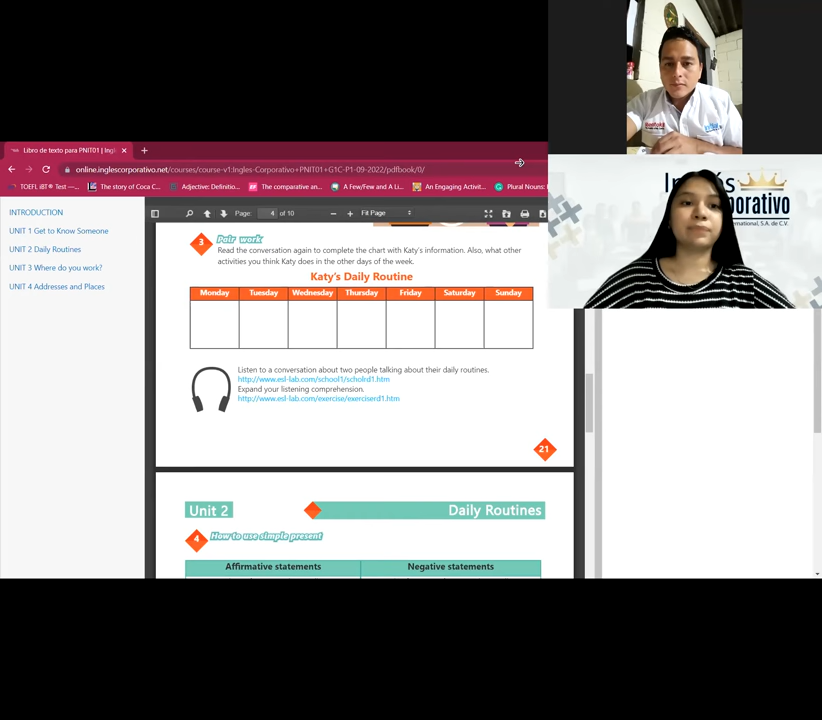 Libro de texto para PNIT01 | Ingl
online.inglescorporativo.net/courses/course-v1:Ingles-Corporativo+PNIT01+G1C-P1-09-2022/pdfbook/0/
TOEFL iBT® Test —... The story of Coca C... Adjective: Definitio... The comparative an... A Few/Few and A Li... An Engaging Activit... Plural Nouns:
INTRODUCTION
UNIT 1 Get to Know Someone
UNIT 2 Daily Routines
UNIT 3 Where do you work?
UNIT 4 Addresses and Places
Page: 4 of 10 Fit Page
3 Pair work
Read the conversation again to complete the chart with Katy's information. Also, what other
activities you think Katy does in the other days of the week.
Katy's Daily Routine
Monday Tuesday Wednesday Thursday Friday Saturday Sunday
Listen to a conversation about two people talking about their daily routines.
http://www.esl-lab.com/school1/scholrd1.htm
Expand your listening comprehension.
http://www.esl-lab.com/exercise/exerciserd1.htm
21
Unit 2 Daily Routines
4 How to use simple present
Affirmative statements Negative statements